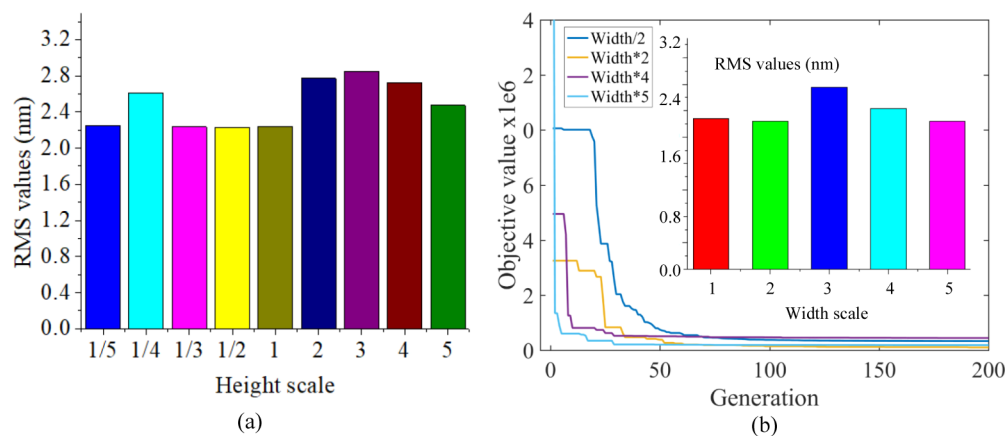 3.2
2.8
2.4
2.0
1.6
1.2
0.8
0.4
0.0
RMS values (nm)
1/5 1/4 1/3 1/2 1 2 3 4 5
Height scale
(a)
4
2
0
8
6
4
2
0
Objective value x1e6
Width/2
Width*2
Width*4
Width*5
0 50 100 150 200
Generation
(b)
3.2
2.4
1.6
0.8
0.0
RMS values (nm)
1 2 3 4 5
Width scale